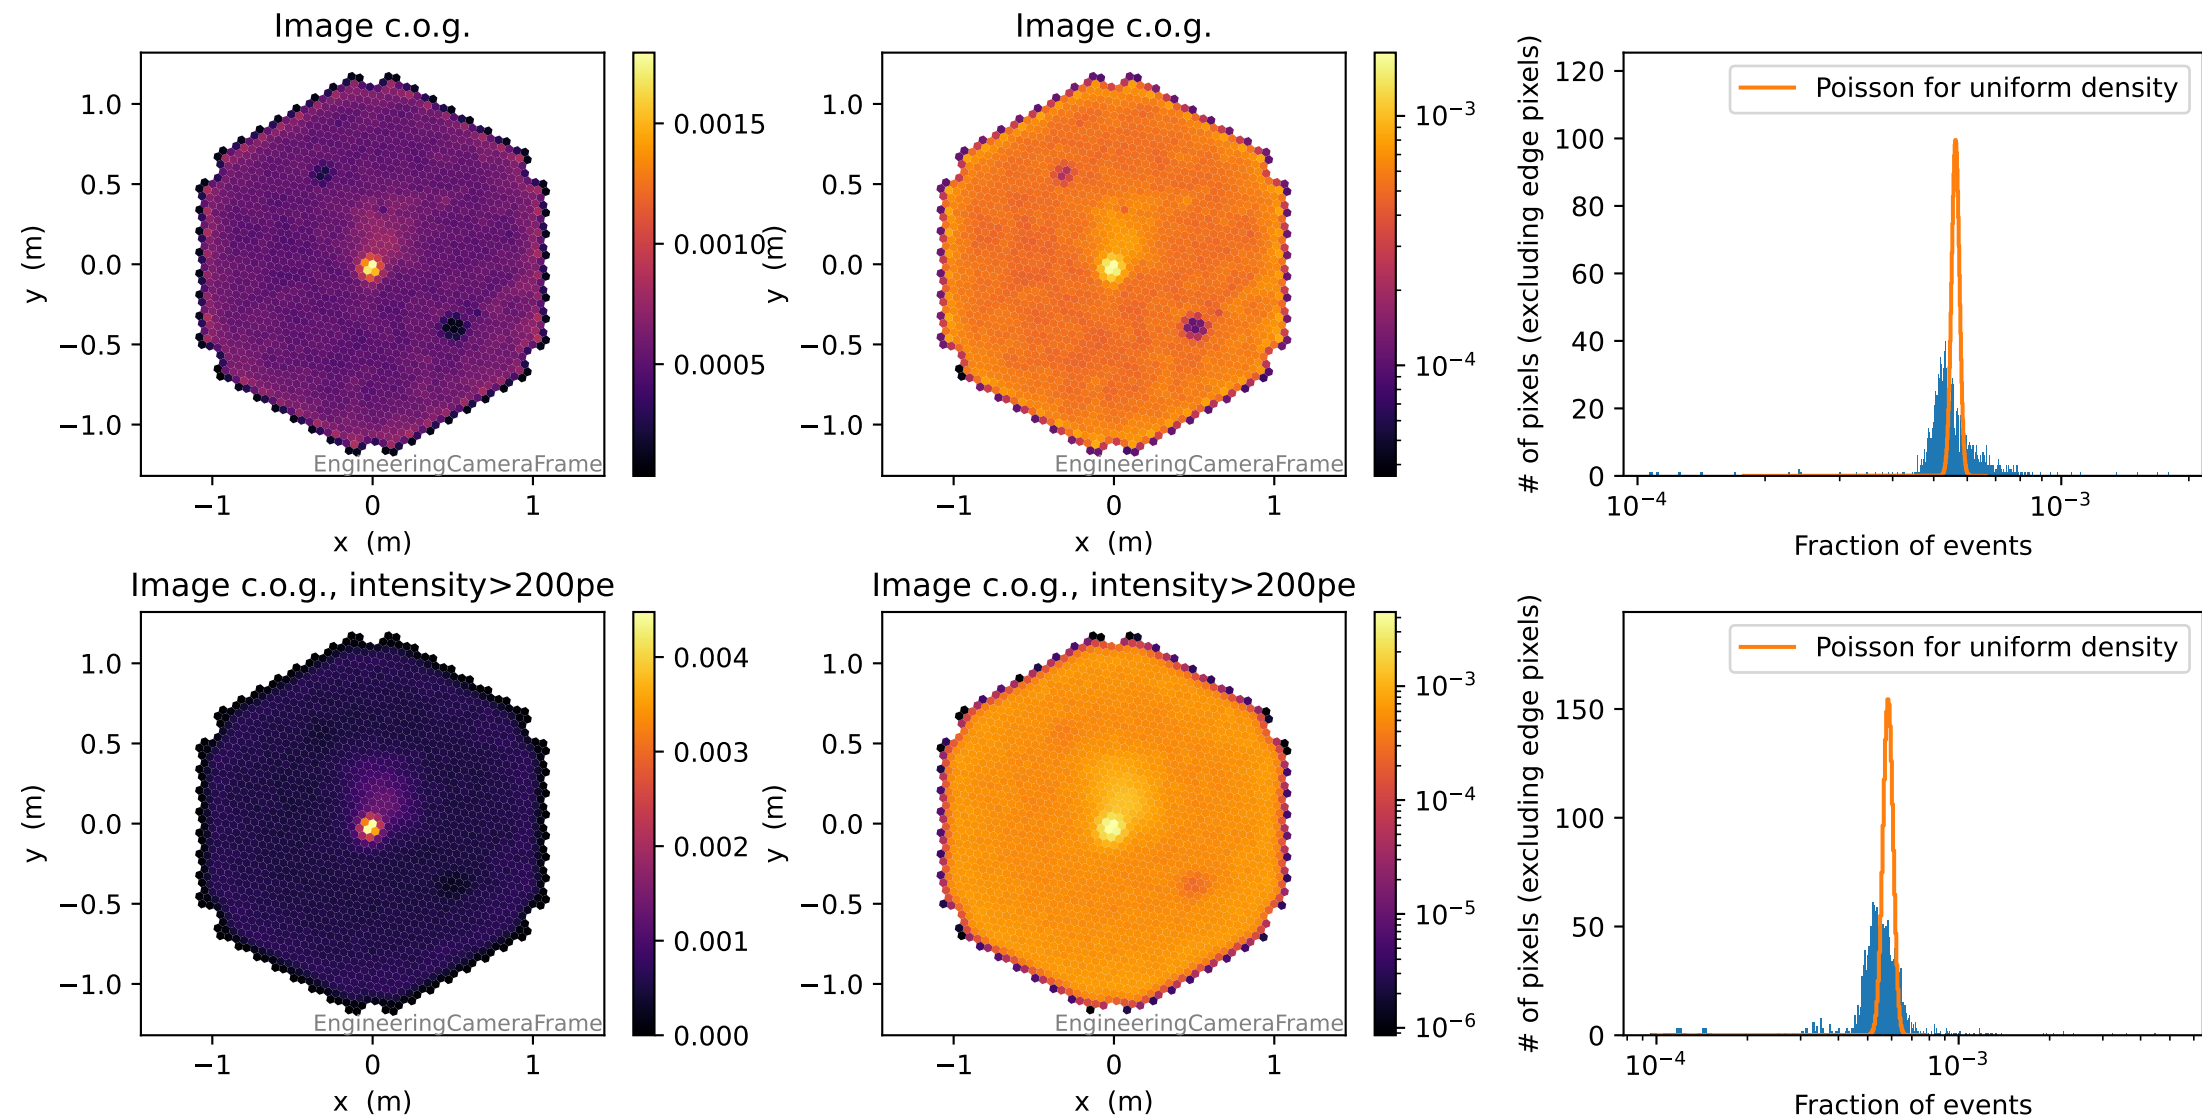 Image c.o.g.
1.0
0.5
0.0
−0.5
−1.0
y (m)
−1 0 1
x (m)
EngineeringCameraFrame
0.0015
0.0010
0.0005
Image c.o.g.
1.0
0.5
0.0
−0.5
−1.0
y (m)
−1 0 1
x (m)
EngineeringCameraFrame
10⁻³
10⁻⁴
# of pixels (excluding edge pixels)
120
100
80
60
40
20
0
Poisson for uniform density
10⁻⁴ 10⁻³
Fraction of events
Image c.o.g., intensity>200pe
1.0
0.5
0.0
−0.5
−1.0
y (m)
−1 0 1
x (m)
EngineeringCameraFrame
0.004
0.003
0.002
0.001
0.000
Image c.o.g., intensity>200pe
1.0
0.5
0.0
−0.5
−1.0
y (m)
−1 0 1
x (m)
EngineeringCameraFrame
10⁻³
10⁻⁴
10⁻⁵
10⁻⁶
# of pixels (excluding edge pixels)
150
100
50
0
Poisson for uniform density
10⁻⁴ 10⁻³
Fraction of events